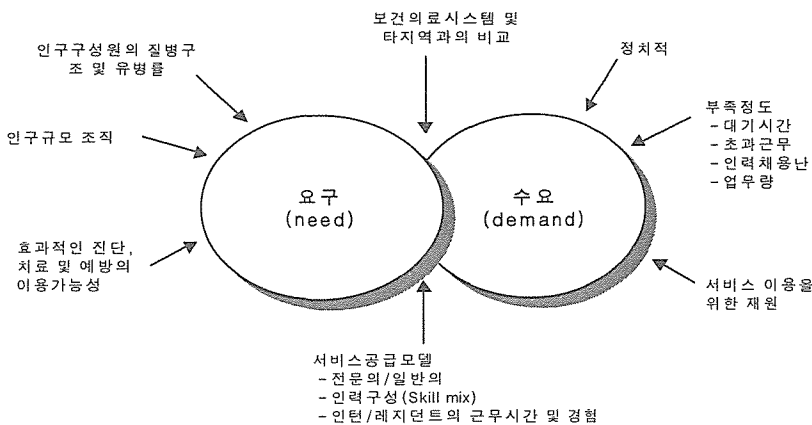 보건의료시스템 및
타지역과의 비교
정치적
인구구성원의 질병구
조 및 유병률
부족정도
- 대기시간
- 초과근무
- 인력채용난
- 업무량
인구규모 조직
요구
(need)
수요
(demand)
효과적인 진단,
치료 및 예방의
이용가능성
서비스 이용을
위한 재원
서비스공급모델
- 전문의/일반의
- 인력구성(Skill mix)
- 인턴/레지던트의 근무시간 및 경험